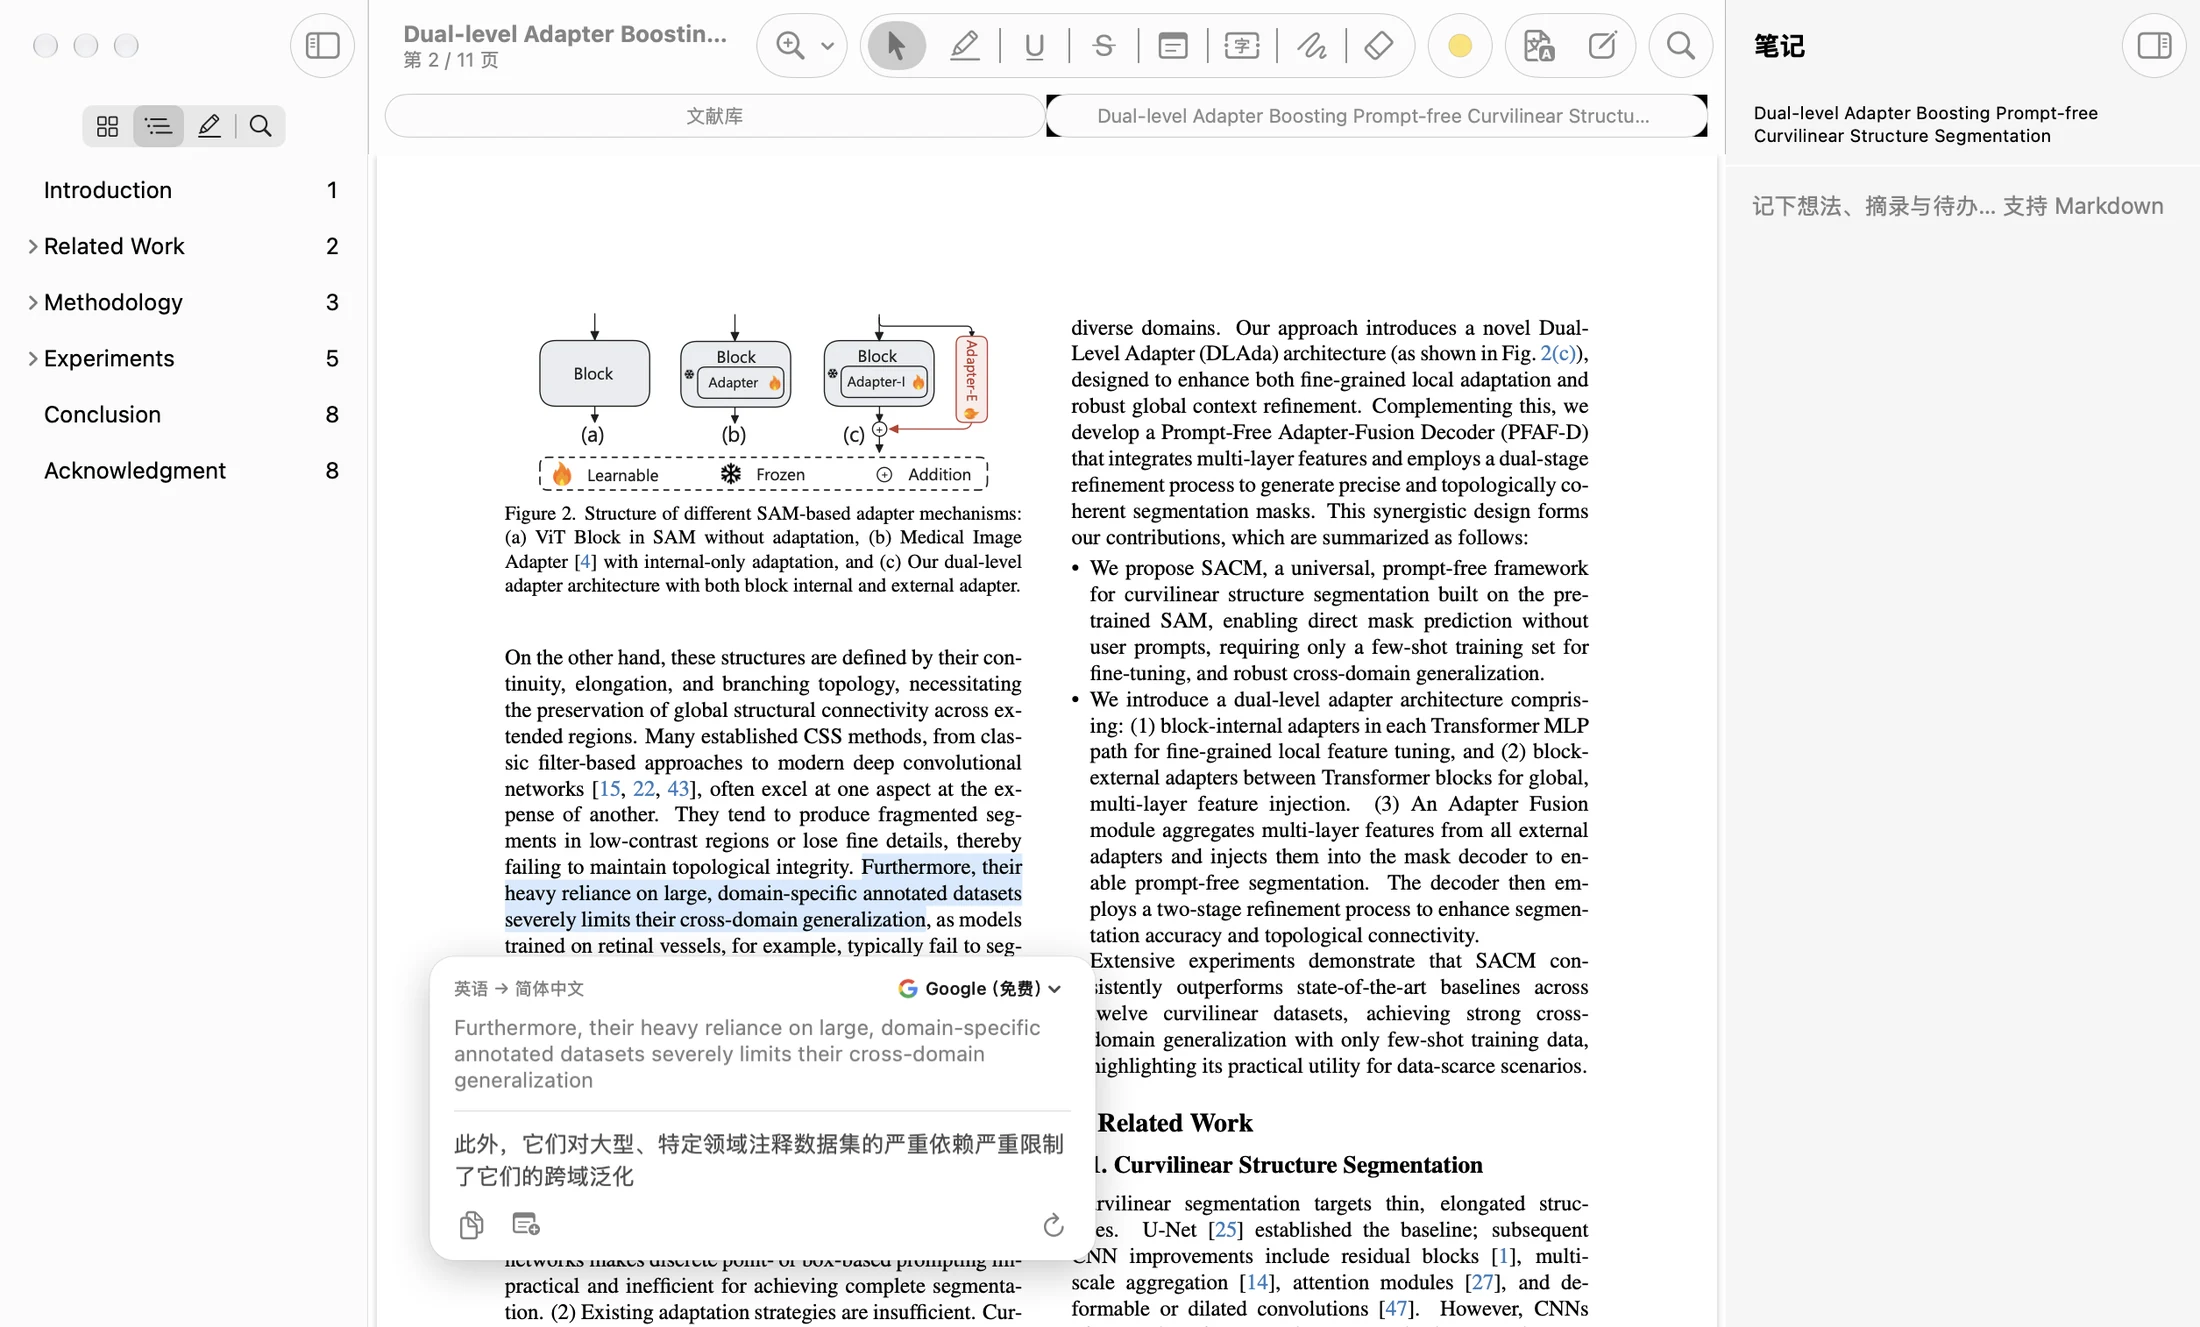 Dual-level Adapter Boostin...
第 2 / 11 页
字
文
A
笔记
文献库
Dual-level Adapter Boosting Prompt-free Curvilinear Structu...
Dual-level Adapter Boosting Prompt-free
Curvilinear Structure Segmentation
记下想法、摘录与待办... 支持 Markdown
Introduction 1
Related Work 2
Methodology 3
Experiments 5
Conclusion 8
Acknowledgment 8
Block
Block
Adapter
Block
Adapter-I
Adapter-E
(a)
(b)
(c)
Learnable
Frozen
Addition
Figure 2. Structure of different SAM-based adapter mechanisms:
(a) ViT Block in SAM without adaptation, (b) Medical Image
Adapter [4] with internal-only adaptation, and (c) Our dual-level
adapter architecture with both block internal and external adapter.
On the other hand, these structures are defined by their con-
tinuity, elongation, and branching topology, necessitating
the preservation of global structural connectivity across ex-
tended regions. Many established CSS methods, from clas-
sic filter-based approaches to modern deep convolutional
networks [15, 22, 43], often excel at one aspect at the ex-
pense of another. They tend to produce fragmented seg-
ments in low-contrast regions or lose fine details, thereby
failing to maintain topological integrity. Furthermore, their
heavy reliance on large, domain-specific annotated datasets
severely limits their cross-domain generalization, as models
trained on retinal vessels, for example, typically fail to seg-
英语 → 简体中文
Google (免费)
Furthermore, their heavy reliance on large, domain-specific
annotated datasets severely limits their cross-domain
generalization
此外，它们对大型、特定领域注释数据集的严重依赖严重限制
了它们的跨域泛化
networks makes discrete point- or box-based prompting im-
practical and inefficient for achieving complete segmenta-
tion. (2) Existing adaptation strategies are insufficient. Cur-
diverse domains. Our approach introduces a novel Dual-
Level Adapter (DLAda) architecture (as shown in Fig. 2(c)),
designed to enhance both fine-grained local adaptation and
robust global context refinement. Complementing this, we
develop a Prompt-Free Adapter-Fusion Decoder (PFAF-D)
that integrates multi-layer features and employs a dual-stage
refinement process to generate precise and topologically co-
herent segmentation masks. This synergistic design forms
our contributions, which are summarized as follows:
• We propose SACM, a universal, prompt-free framework
for curvilinear structure segmentation built on the pre-
trained SAM, enabling direct mask prediction without
user prompts, requiring only a few-shot training set for
fine-tuning, and robust cross-domain generalization.
• We introduce a dual-level adapter architecture compris-
ing: (1) block-internal adapters in each Transformer MLP
path for fine-grained local feature tuning, and (2) block-
external adapters between Transformer blocks for global,
multi-layer feature injection. (3) An Adapter Fusion
module aggregates multi-layer features from all external
adapters and injects them into the mask decoder to en-
able prompt-free segmentation. The decoder then em-
ploys a two-stage refinement process to enhance segmen-
tation accuracy and topological connectivity.
Extensive experiments demonstrate that SACM con-
sistently outperforms state-of-the-art baselines across
welve curvilinear datasets, achieving strong cross-
domain generalization with only few-shot training data,
highlighting its practical utility for data-scarce scenarios.
Related Work
1. Curvilinear Structure Segmentation
rvilinear segmentation targets thin, elongated struc-
es. U-Net [25] established the baseline; subsequent
CNN improvements include residual blocks [1], multi-
scale aggregation [14], attention modules [27], and de-
formable or dilated convolutions [47]. However, CNNs